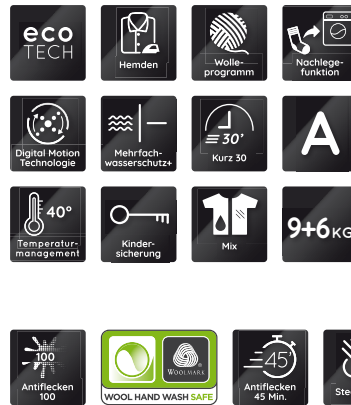 eco
TECH
Hemden
Wolle-
programm
Nachlege-
funktion
Digital Motion
Technologie
Mehrfach-
wasserschutz+
30'
Kurz 30
A
40°
Temperatur-
management
Kinder-
sicherung
Mix
9+6 KG
100
Antiflecken
100
WOOLMARK
WOOL HAND WASH SAFE
45'
Antiflecken
45 Min.